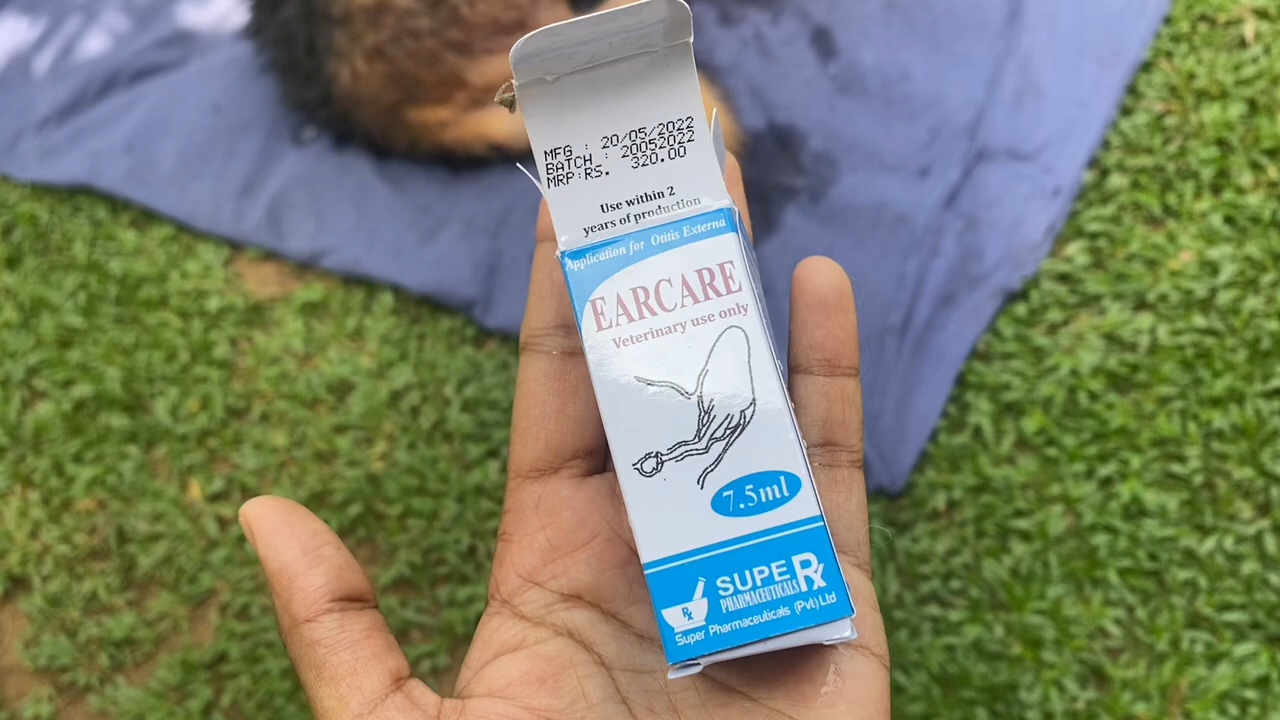 MFG : 20/05/2022
BATCH : 20052022
MRP:RS. 320.00
Use within 2
years of production
Application for Otitis Externa
EARCARE
Veterinary use only
7.5ml
Rx
SUPERx
PHARMACEUTICALS
Super Pharmaceuticals (Pvt) Ltd